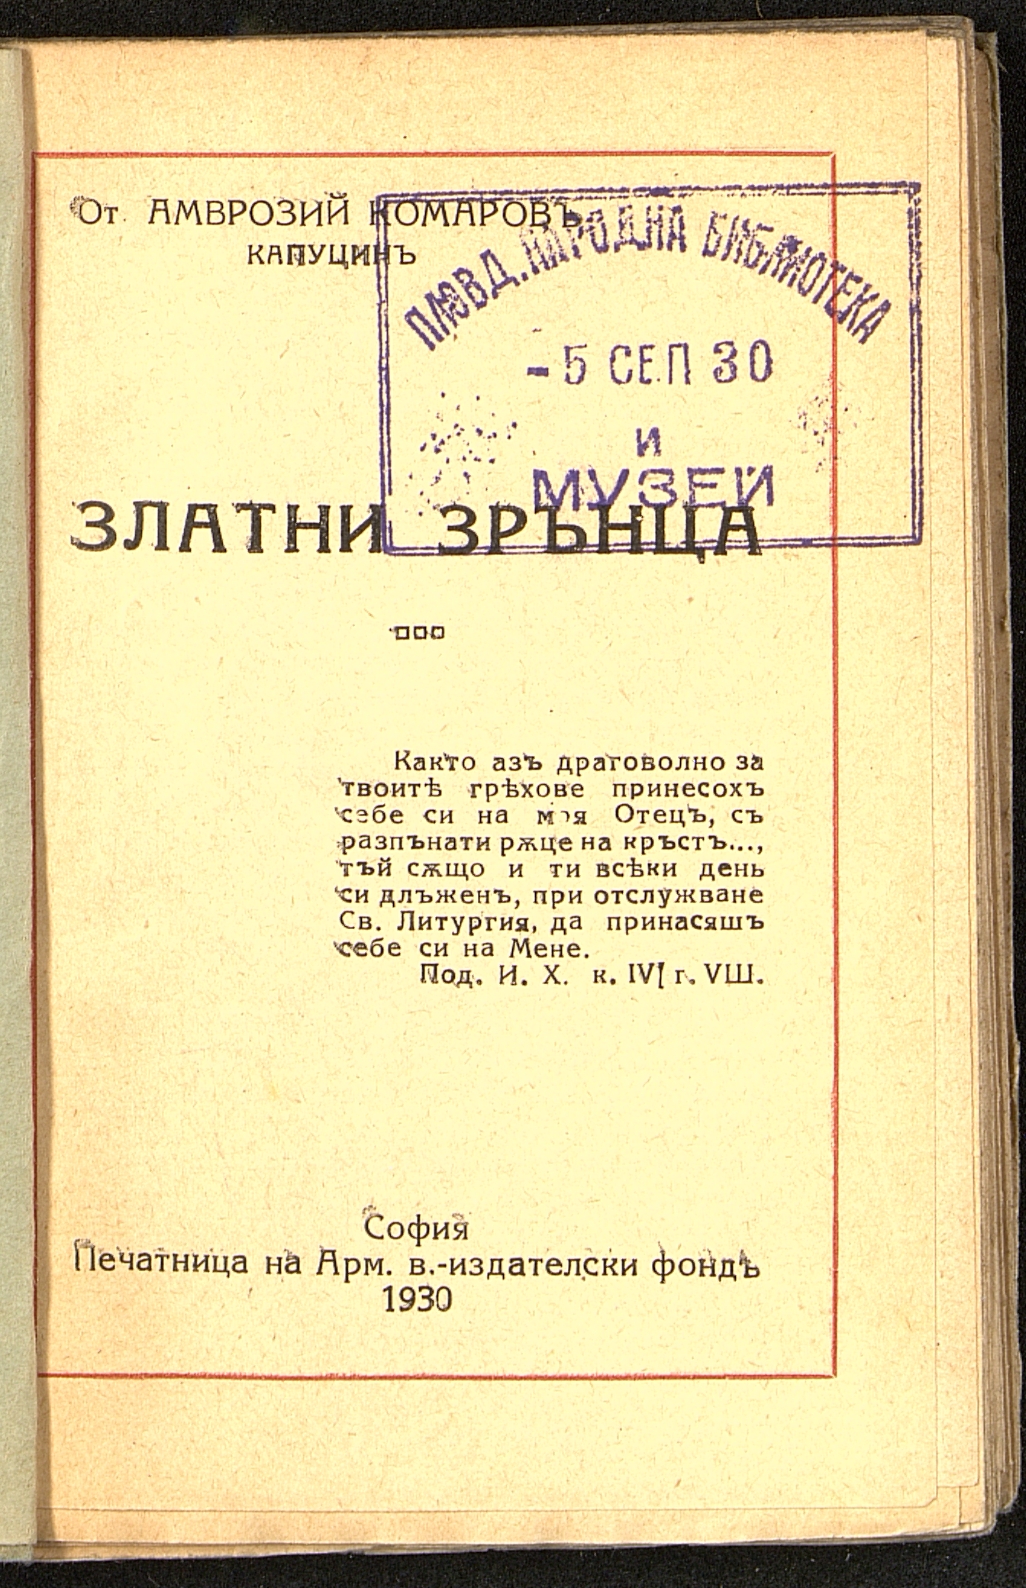 От АМВРОЗИЙ КОМАРОВЪ
КАПУЦИНЪ
ПЛОВД. НАРОДНА БИБЛИОТЕКА
- 5 СЕП 30
И
МУЗЕЙ
ЗЛАТНИ ЗРЪНЦА
Както азъ драговолно за
твоитѣ грѣхове принесохъ
себе си на моя Отецъ, съ
разпънати рѫце на кръстъ...,
тъй сѫщо и ти всѣки день
си длъженъ, при отслужване
Св. Литургия, да принасяшъ
себе си на Мене.
Под. И. Х. к. IV г. VШ.
София
Печатница на Арм. в.-издателски фондъ
1930